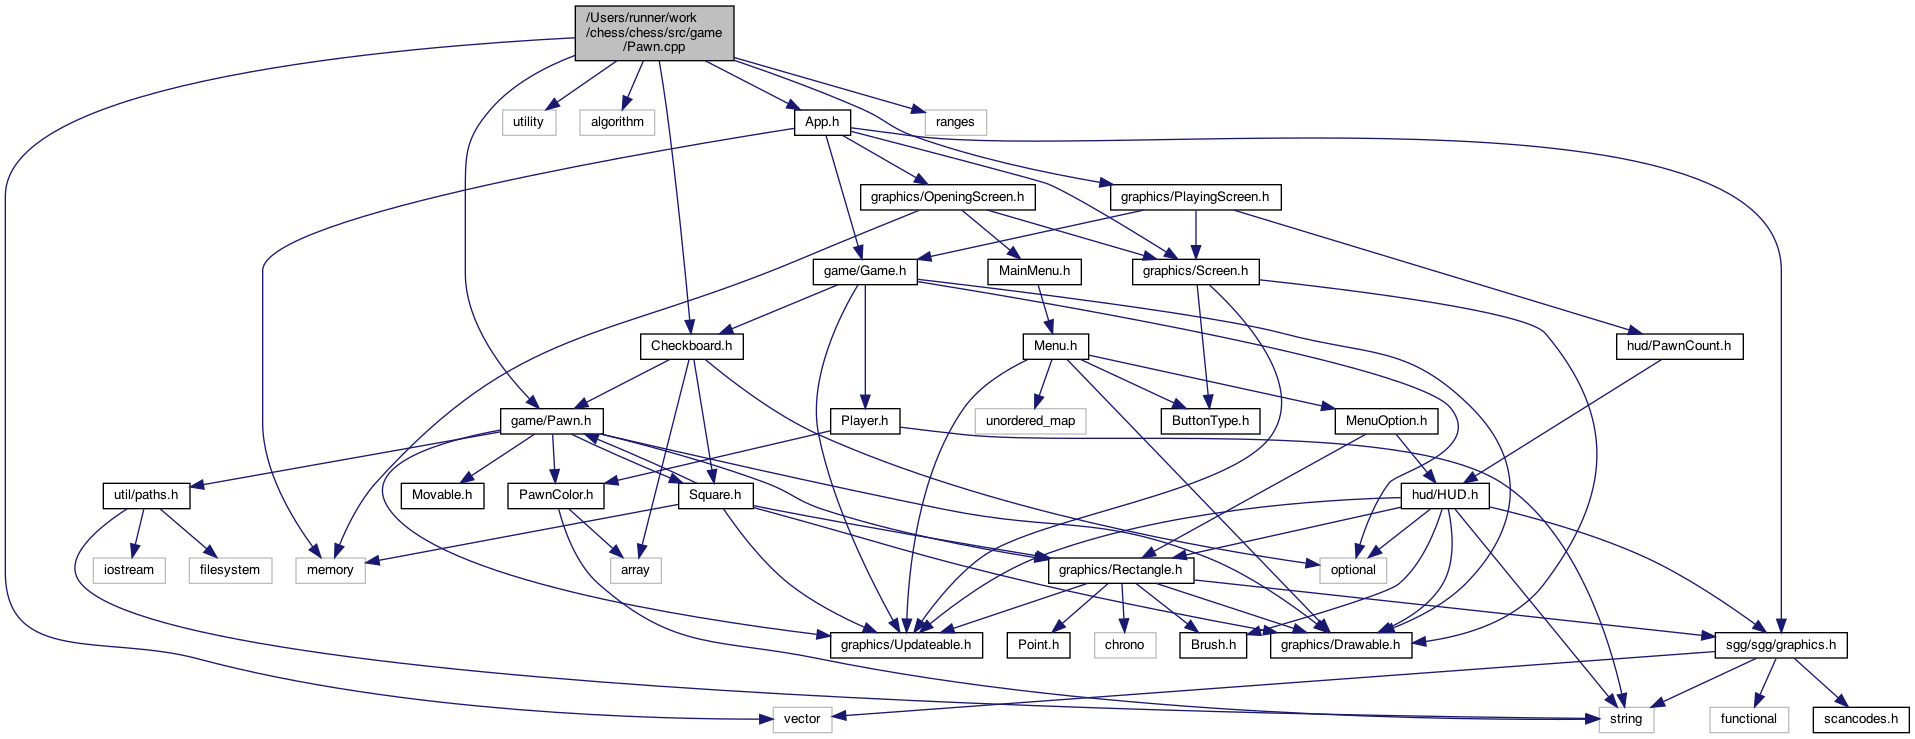 /Users/runner/work
/chess/chess/src/game
/Pawn.cpp
utility
algorithm
App.h
ranges
graphics/OpeningScreen.h
graphics/PlayingScreen.h
game/Game.h
MainMenu.h
graphics/Screen.h
Checkboard.h
Menu.h
hud/PawnCount.h
game/Pawn.h
Player.h
unordered_map
ButtonType.h
MenuOption.h
util/paths.h
Movable.h
PawnColor.h
Square.h
hud/HUD.h
iostream
filesystem
memory
array
graphics/Rectangle.h
optional
graphics/Updateable.h
Point.h
chrono
Brush.h
graphics/Drawable.h
sgg/sgg/graphics.h
vector
string
functional
scancodes.h